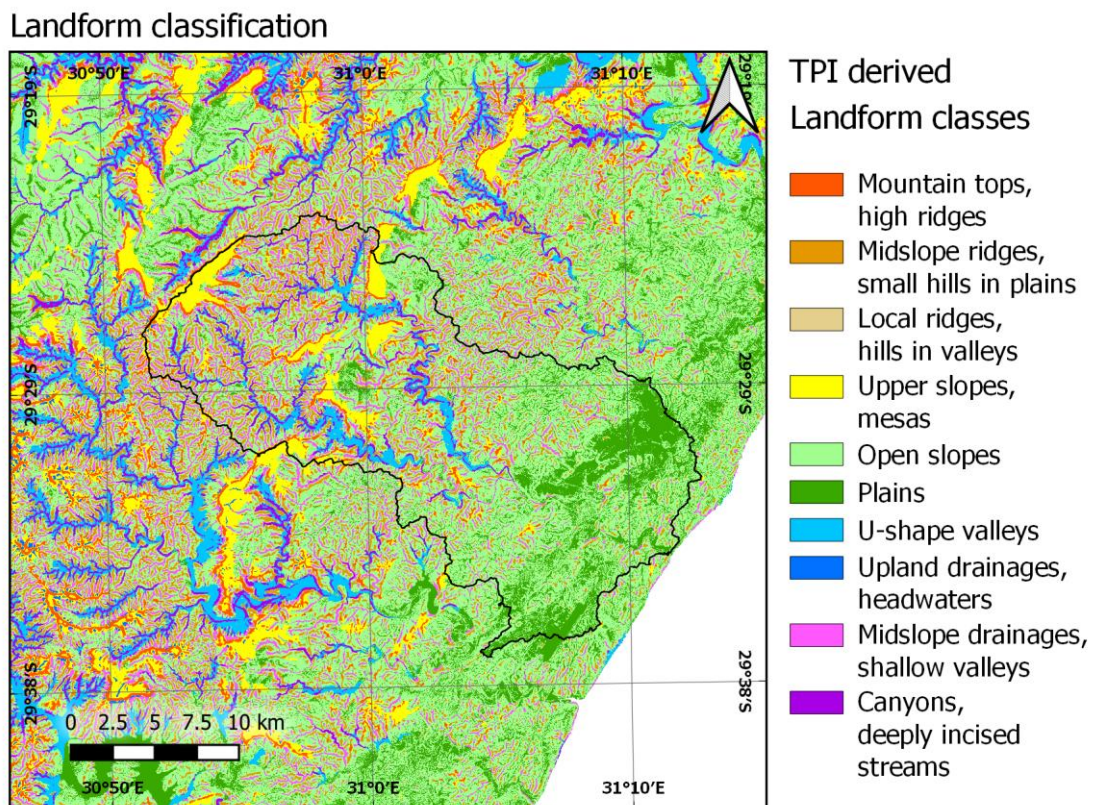 Landform classification
30°50′E
31°0′E
31°10′E
29°19′S
TPI derived
Landform classes
Mountain tops,
high ridges
Midslope ridges,
small hills in plains
Local ridges,
hills in valleys
Upper slopes,
mesas
Open slopes
Plains
U-shape valleys
Upland drainages,
headwaters
Midslope drainages,
shallow valleys
Canyons,
deeply incised
streams
29°29′S
29°29′S
29°38′S
29°38′S
0 2.5 5 7.5 10 km
30°50′E
31°0′E
31°10′E